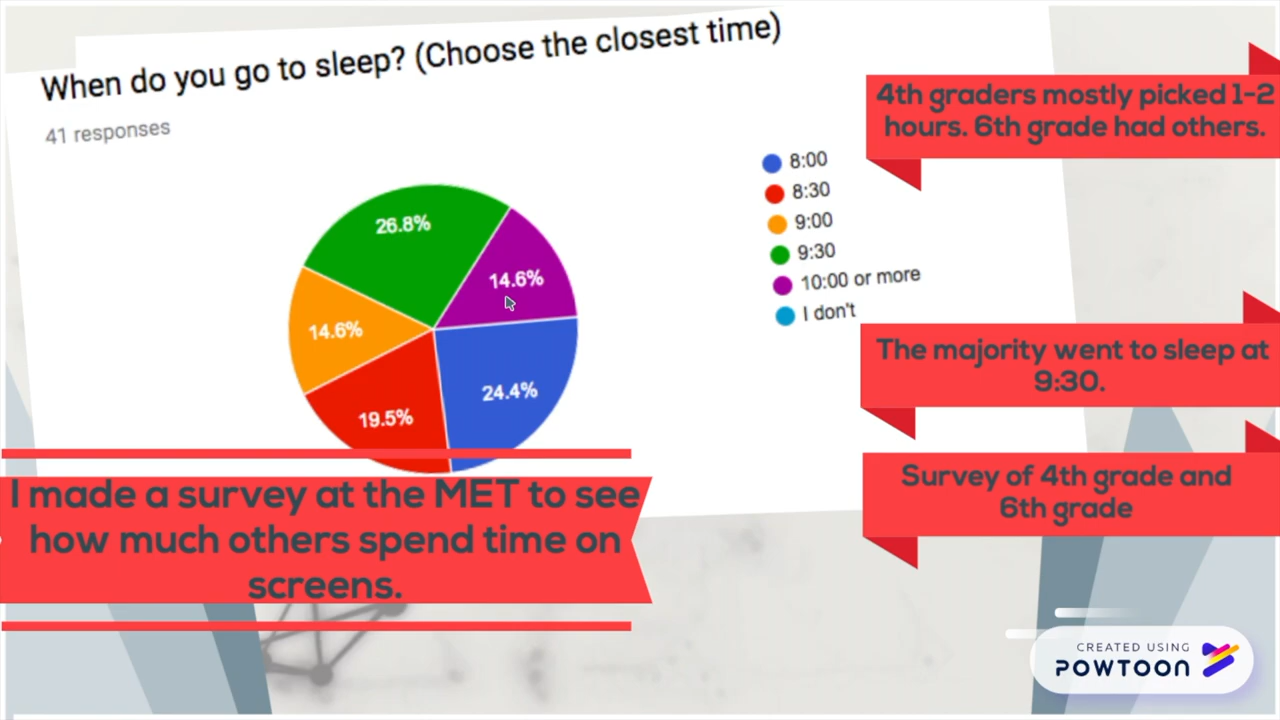 When do you go to sleep? (Choose the closest time)
41 responses
26.8%
14.6%
14.6%
24.4%
19.5%
8:00
8:30
9:00
9:30
10:00 or more
I don't
4th graders mostly picked 1-2
hours. 6th grade had others.
The majority went to sleep at
9:30.
Survey of 4th grade and
6th grade
I made a survey at the MET to see
how much others spend time on
screens.
CREATED USING
POWTOON